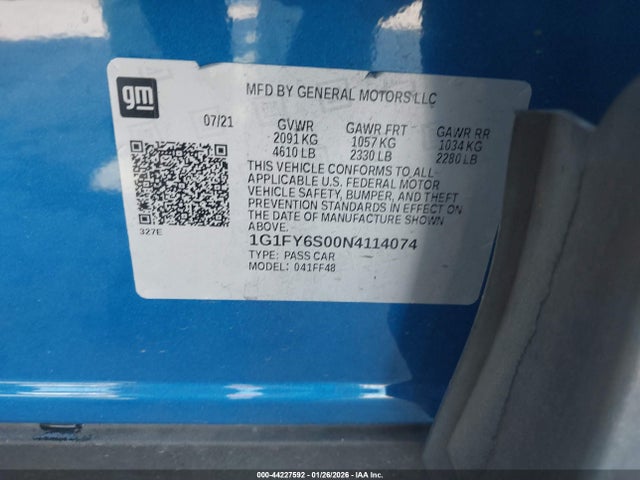 gm
MFD BY GENERAL MOTORS LLC
07/21
GVWR GAWR FRT GAWR RR
2091 KG 1057 KG 1034 KG
4610 LB 2330 LB 2280 LB
THIS VEHICLE CONFORMS TO ALL
APPLICABLE U.S. FEDERAL MOTOR
VEHICLE SAFETY, BUMPER, AND THEFT
PREVENTION STANDARDS IN EFFECT ON
THE DATE OF MANUFACTURE SHOWN
ABOVE.
327E
1G1FY6S00N4114074
TYPE: PASS CAR
MODEL: 041FF48
000-44227592 - 01/26/2026 - IAA Inc.